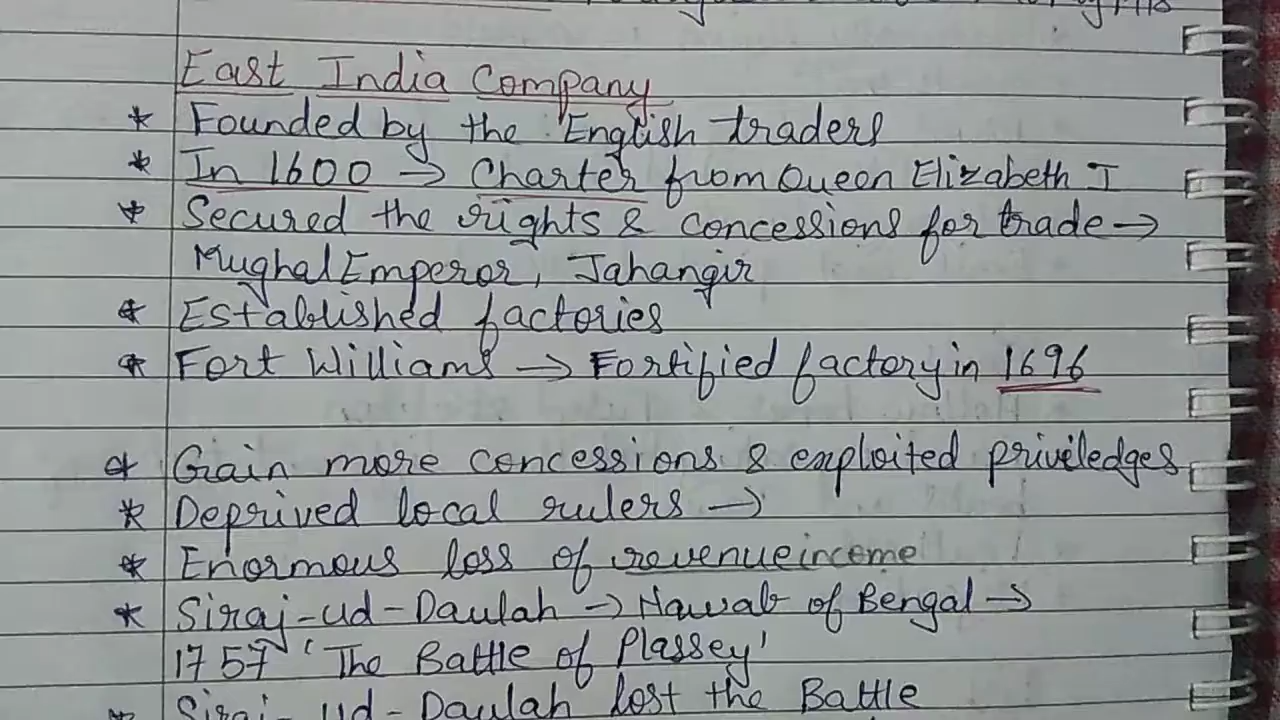 East India Company
* Founded by the English traders
* In 1600 → Charter from Queen Elizabeth I
* Secured the rights & concessions for trade →
Mughal Emperor, Jahangir
* Established factories
* Fort Williams → Fortified factory in 1696
* Gain more concessions & exploited priviledges
* Deprived local rulers →
* Enormous loss of revenue income
* Siraj-ud-Daulah → Nawab of Bengal →
1757 'The Battle of Plassey'
* Siraj-ud-Daulah lost the Battle